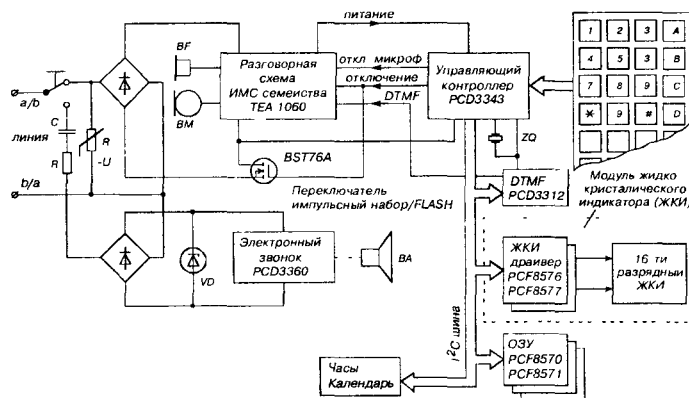 питание
BF
BM
Разговорная
схема
ИМС семейства
TEA 1060
откл микроф
отключение
DTMF
Управляющий
контроллер
PCD3343
1 2 3 A
4 5 3 B
7 8 9 C
* 9 # D
a/b
линия
C
R
R
-U
b/a
BST76A
Переключатель
импульсный набор/FLASH
ZQ
DTMF
PCD3312
Модуль жидко
кристалического
индикатора (ЖКИ)
Электронный
звонок
PCD3360
VD
BA
ЖКИ
драйвер
PCF8576
PCF8577
16 ти
разрядный
ЖКИ
I²C шина
Часы
Календарь
ОЗУ
PCF8570
PCF8571